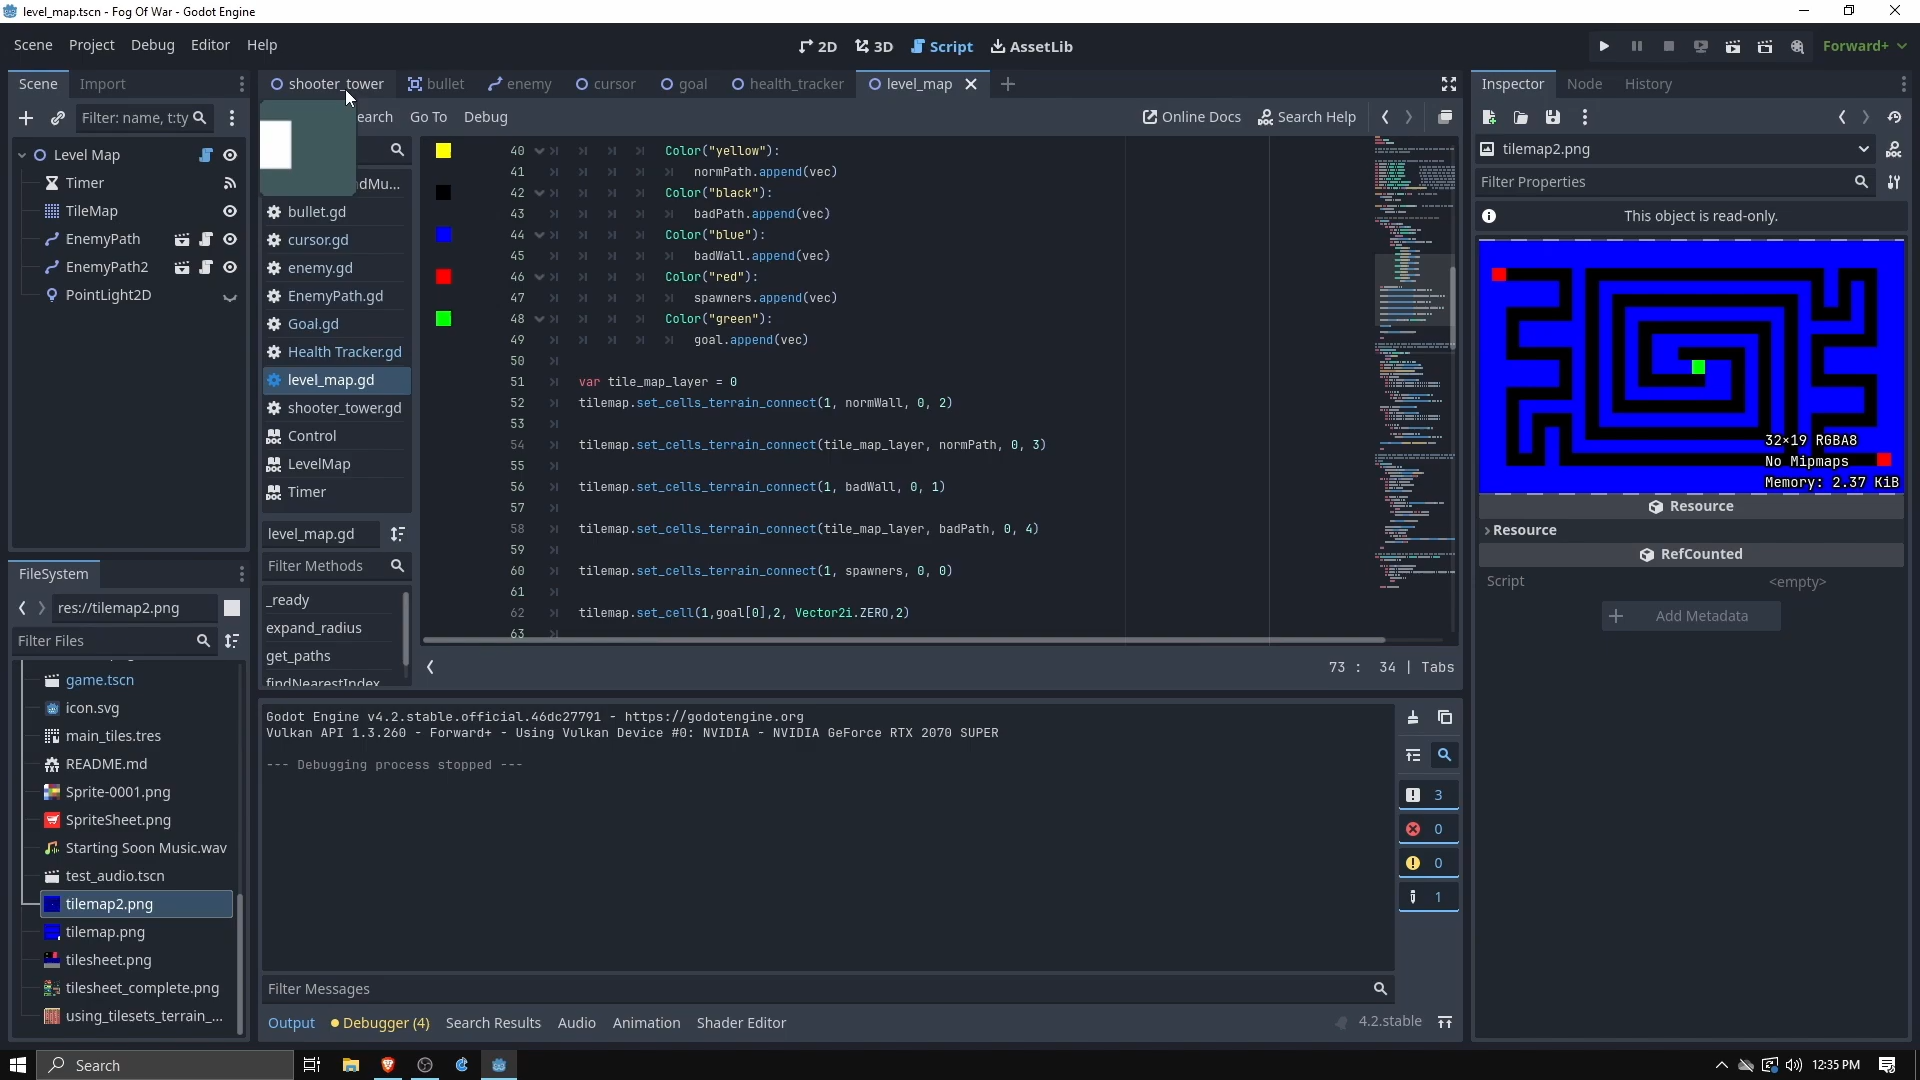 level_map.tscn - Fog Of War - Godot Engine
Scene Project Debug Editor Help
2D 3D Script AssetLib
Forward+
Scene Import
Filter: name, t:ty
Level Map
Timer
TileMap
EnemyPath
EnemyPath2
PointLight2D
FileSystem
res://tilemap2.png
Filter Files
game.tscn
icon.svg
main_tiles.tres
README.md
Sprite-0001.png
SpriteSheet.png
Starting Soon Music.wav
test_audio.tscn
tilemap2.png
tilemap.png
tilesheet.png
tilesheet_complete.png
using_tilesets_terrain_...
shooter_tower bullet enemy cursor goal health_tracker level_map
earch Go To Debug
Online Docs Search Help
dMu...
bullet.gd
cursor.gd
enemy.gd
EnemyPath.gd
Goal.gd
Health Tracker.gd
level_map.gd
shooter_tower.gd
Control
LevelMap
Timer
level_map.gd
Filter Methods
_ready
expand_radius
get_paths
findNearestIndex
40 Color("yellow"):
41 normPath.append(vec)
42 Color("black"):
43 badPath.append(vec)
44 Color("blue"):
45 badWall.append(vec)
46 Color("red"):
47 spawners.append(vec)
48 Color("green"):
49 goal.append(vec)
50
51 var tile_map_layer = 0
52 tilemap.set_cells_terrain_connect(1, normWall, 0, 2)
53
54 tilemap.set_cells_terrain_connect(tile_map_layer, normPath, 0, 3)
55
56 tilemap.set_cells_terrain_connect(1, badWall, 0, 1)
57
58 tilemap.set_cells_terrain_connect(tile_map_layer, badPath, 0, 4)
59
60 tilemap.set_cells_terrain_connect(1, spawners, 0, 0)
61
62 tilemap.set_cell(1,goal[0],2, Vector2i.ZERO,2)
63
73 : 34 | Tabs
Godot Engine v4.2.stable.official.46dc27791 - https://godotengine.org
Vulkan API 1.3.260 - Forward+ - Using Vulkan Device #0: NVIDIA - NVIDIA GeForce RTX 2070 SUPER
--- Debugging process stopped ---
3
0
0
1
Filter Messages
Output Debugger (4) Search Results Audio Animation Shader Editor
4.2.stable
Inspector Node History
tilemap2.png
Filter Properties
This object is read-only.
32×19 RGBA8
No Mipmaps
Memory: 2.37 KiB
Resource
Resource
RefCounted
Script <empty>
Add Metadata
Search
12:35 PM